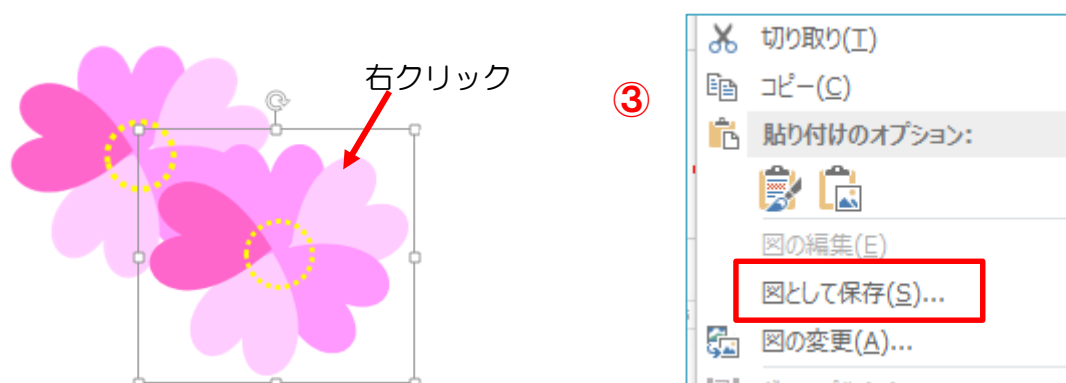 右クリック
③
切り取り(T)
コピー(C)
貼り付けのオプション:
図の編集(E)
図として保存(S)...
図の変更(A)...